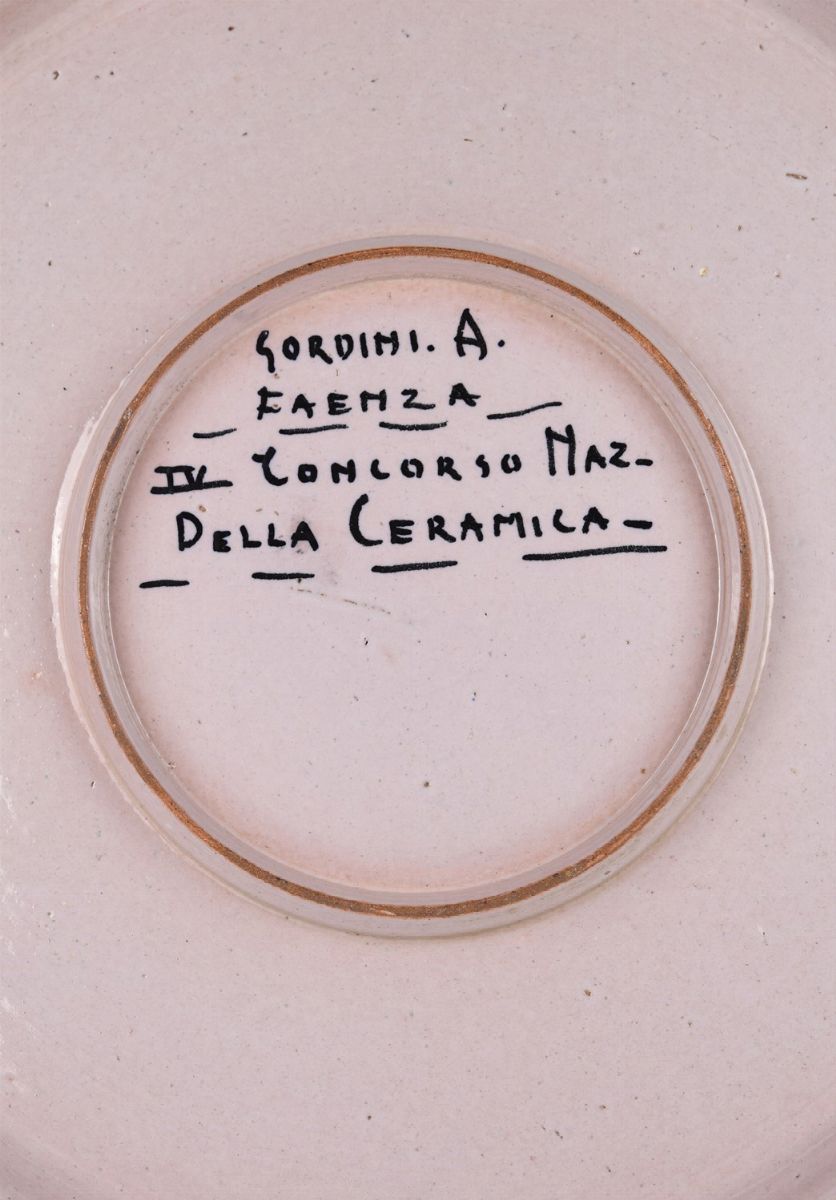 GORDINI. A.
FAENZA
IV CONCORSO NAZ-
DELLA CERAMICA-